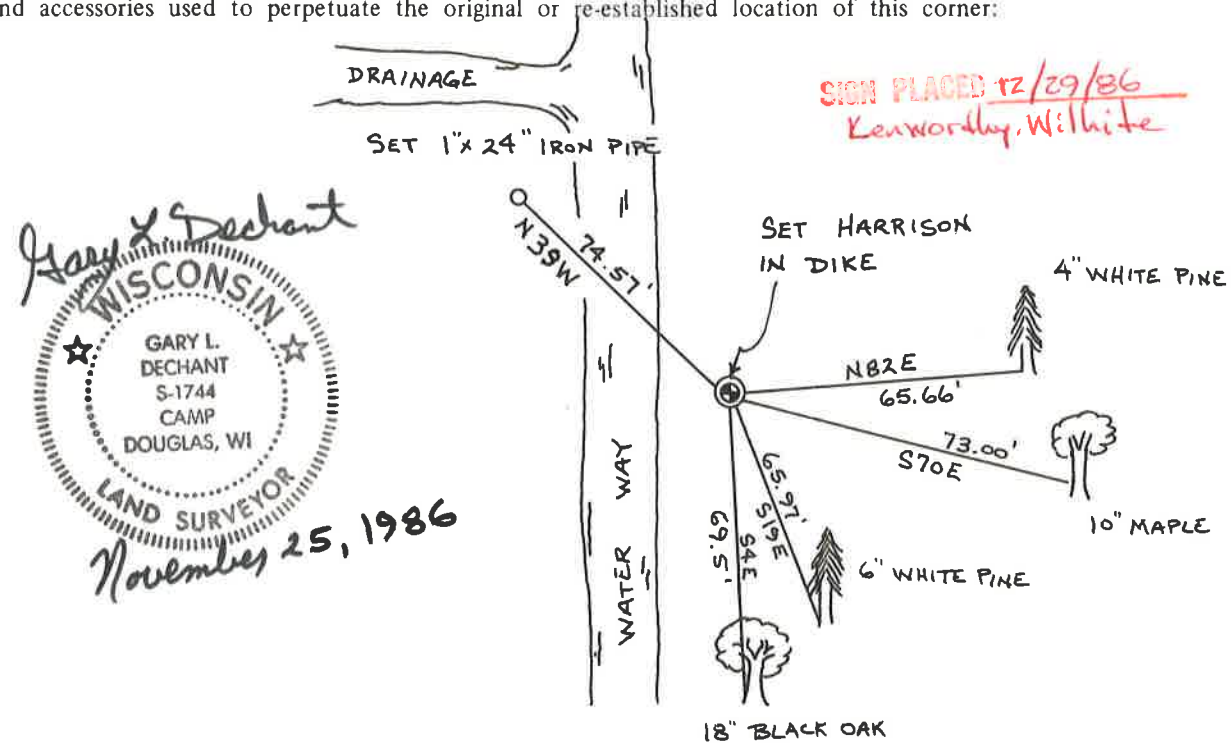 nd accessories used to perpetuate the original or re-established location of this corner:
DRAINAGE
SIGN PLACED 12/29/86
Kenworthy, Wilhite
SET 1"x 24" IRON PIPE
N39W
74.57'
SET HARRISON
IN DIKE
4" WHITE PINE
N82E
65.66'
73.00'
S70E
10" MAPLE
65.97'
S19E
6" WHITE PINE
69.5'
S4E
18" BLACK OAK
WATER WAY
Gary L Dechant
WISCONSIN
GARY L.
DECHANT
S-1744
CAMP
DOUGLAS, WI
LAND SURVEYOR
November 25, 1986